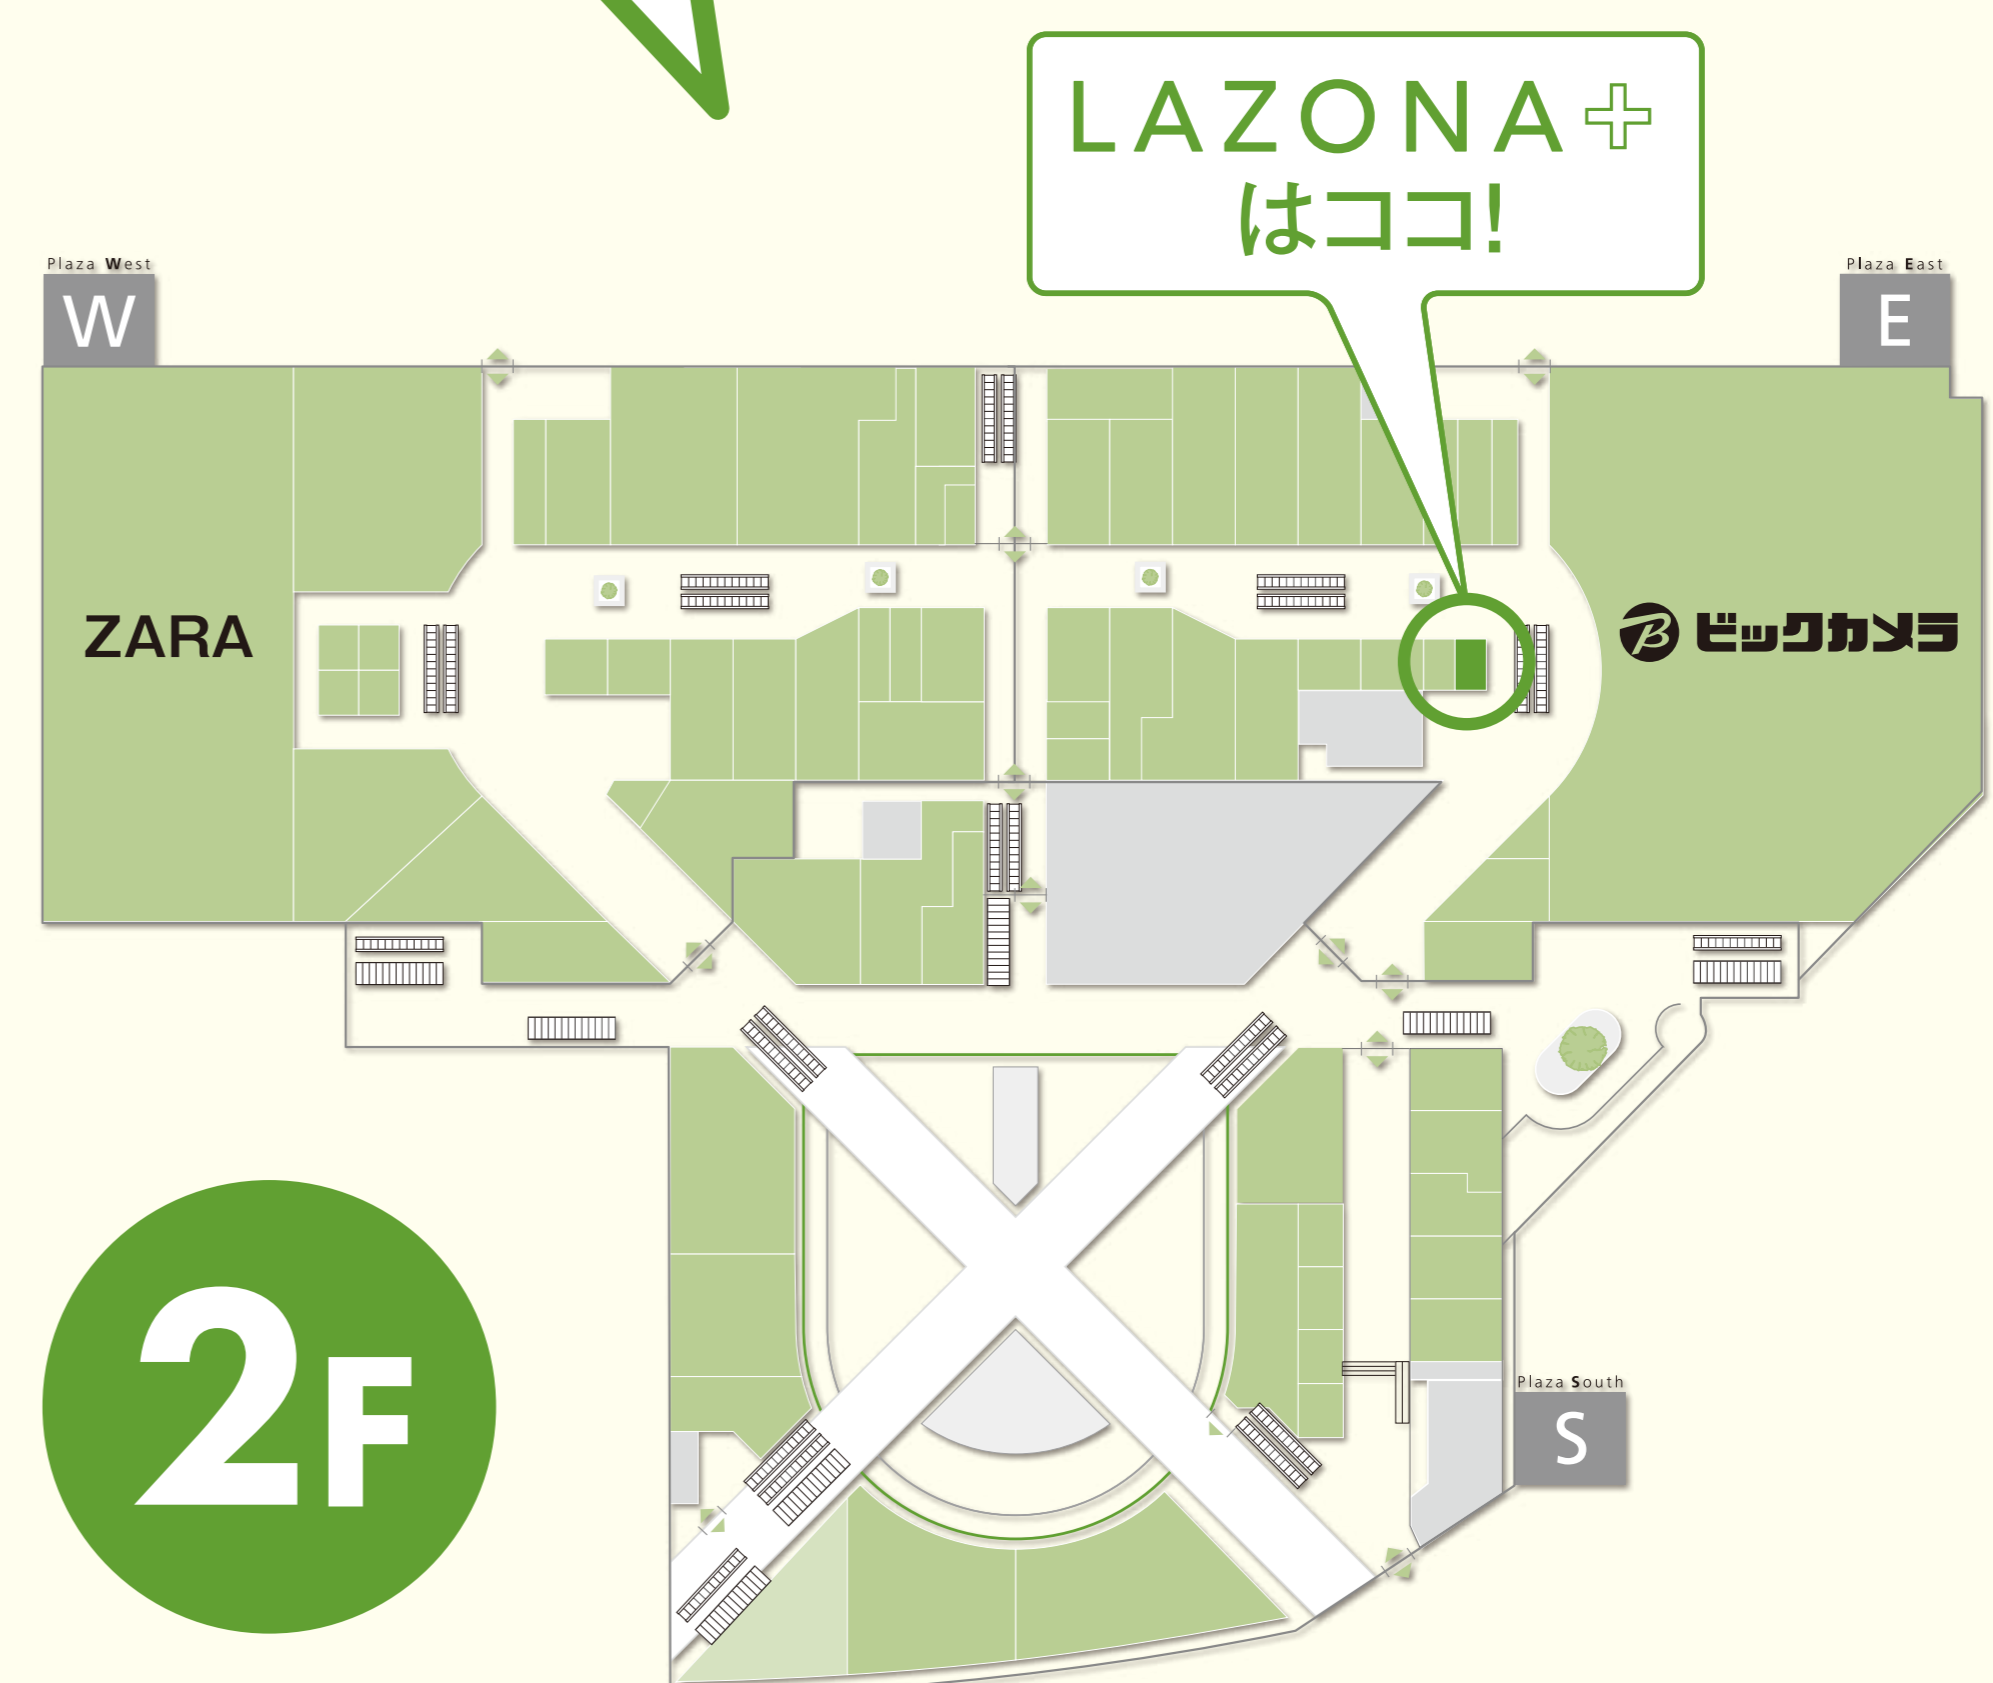 LAZONA+
はココ!
Plaza West
W
Plaza East
E
ZARA
B ビックカメラ
2F
Plaza South
S